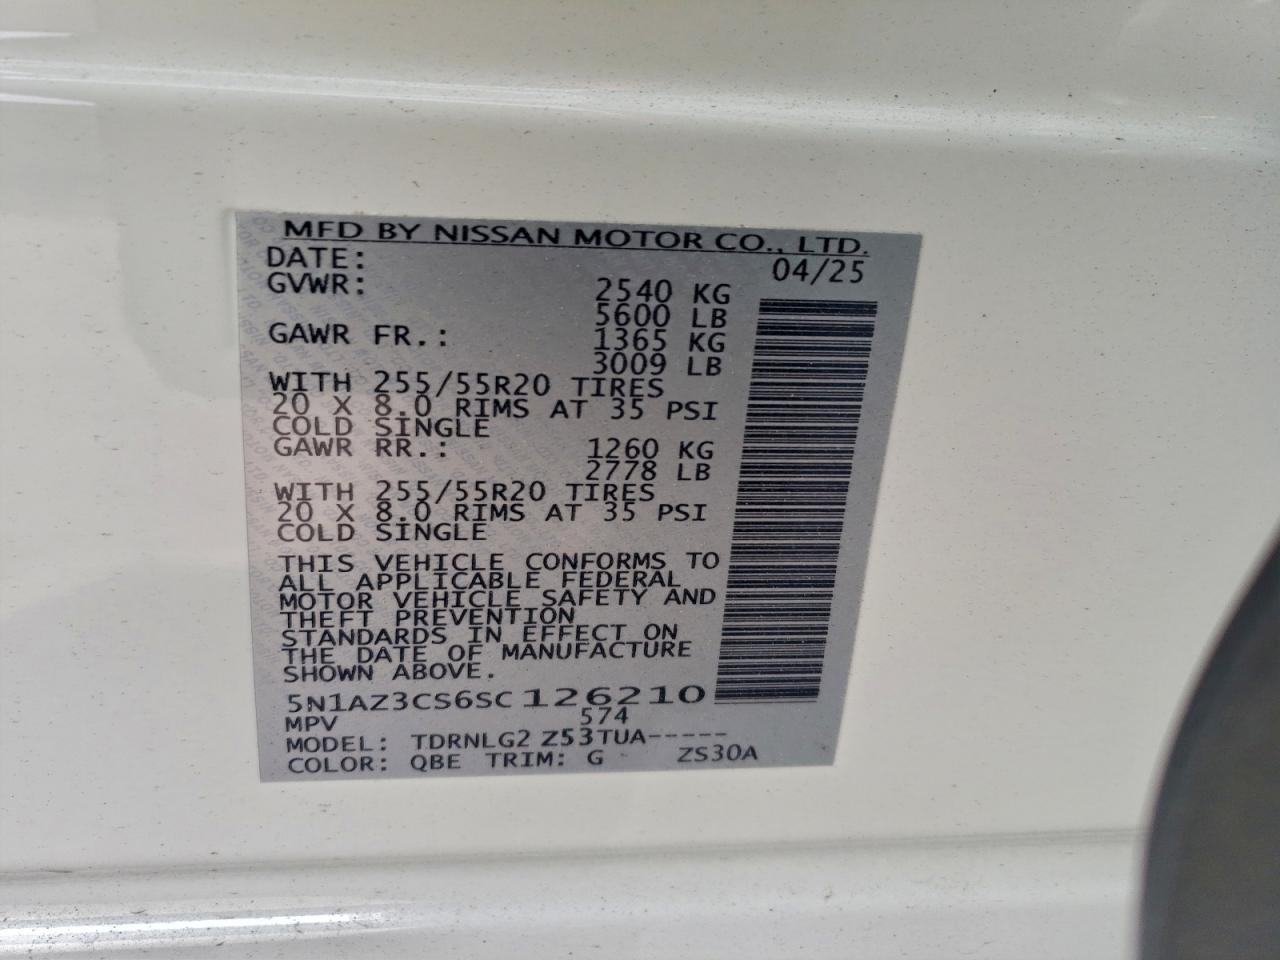 MFD BY NISSAN MOTOR CO., LTD.
DATE: 04/25
GVWR: 2540 KG
5600 LB
GAWR FR.: 1365 KG
3009 LB
WITH 255/55R20 TIRES
20 X 8.0 RIMS AT 35 PSI
COLD SINGLE
GAWR RR.: 1260 KG
2778 LB
WITH 255/55R20 TIRES
20 X 8.0 RIMS AT 35 PSI
COLD SINGLE
THIS VEHICLE CONFORMS TO
ALL APPLICABLE FEDERAL
MOTOR VEHICLE SAFETY AND
THEFT PREVENTION
STANDARDS IN EFFECT ON
THE DATE OF MANUFACTURE
SHOWN ABOVE.
5N1AZ3CS6SC126210
MPV 574
MODEL: TDRNLG2 Z53TUA-----
COLOR: QBE TRIM: G ZS30A